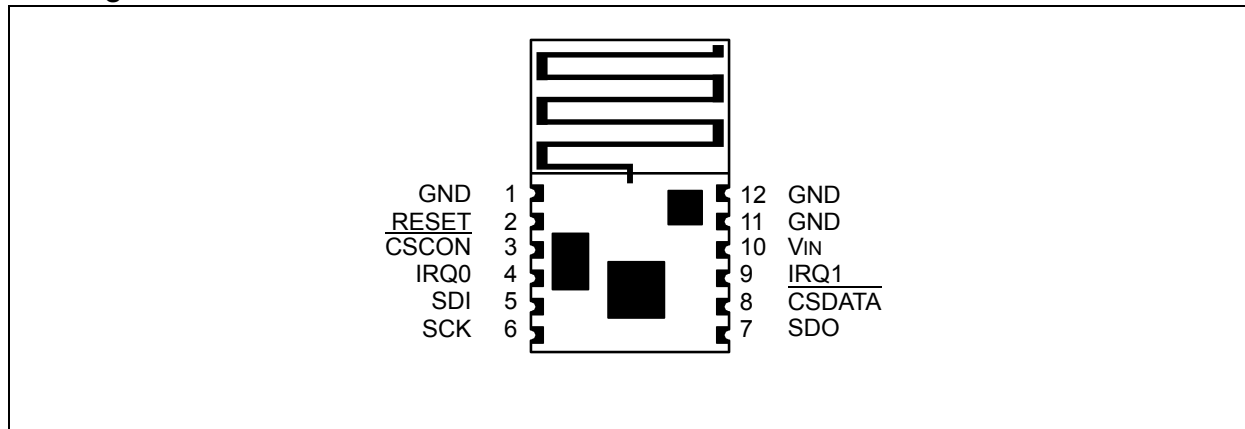 GND 1
RESET 2
CSCON 3
IRQ0 4
SDI 5
SCK 6
12 GND
11 GND
10 VIN
9 IRQ1
8 CSDATA
7 SDO